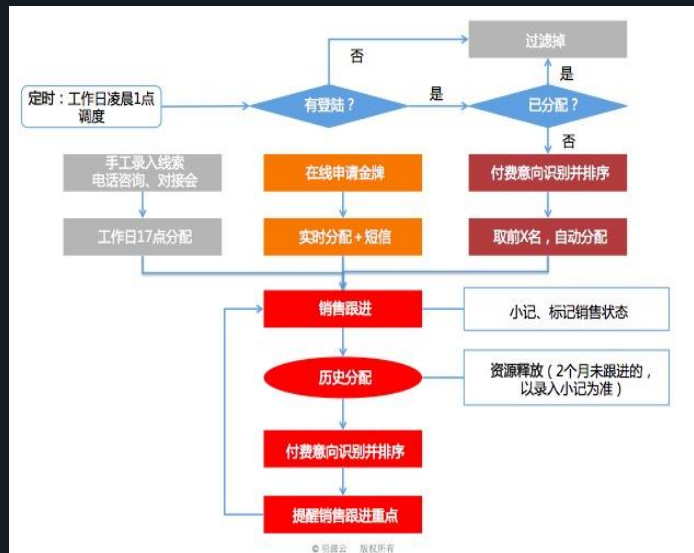 过滤掉
否
是
定时：工作日凌晨1点
调度
有登陆？
是
已分配？
否
手工录入线索
电话咨询、对接会
在线申请金牌
付费意向识别并排序
工作日17点分配
实时分配+短信
取前X名，自动分配
销售跟进
小记、标记销售状态
历史分配
资源释放（2个月未跟进的，
以录入小记为准）
付费意向识别并排序
提醒销售跟进重点
版权所有